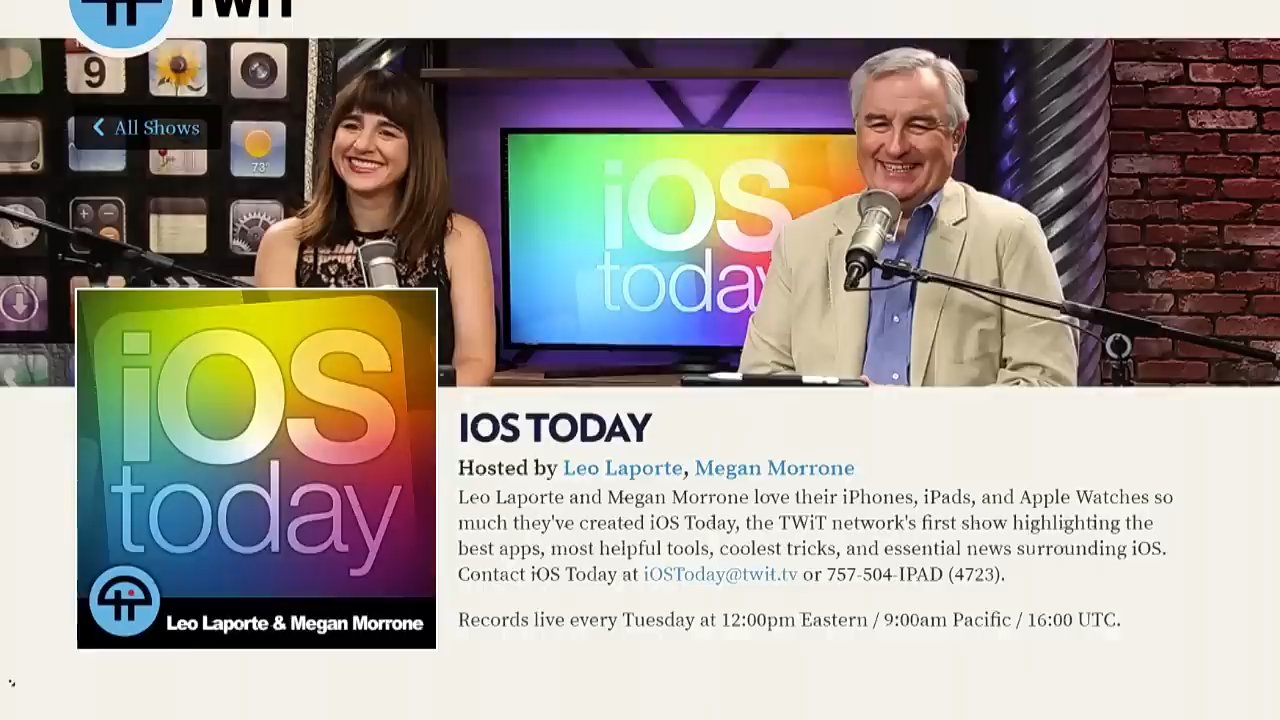 TWiT
9
All Shows
73°
iOS
today
iOS
today
Leo Laporte & Megan Morrone
IOS TODAY
Hosted by Leo Laporte, Megan Morrone
Leo Laporte and Megan Morrone love their iPhones, iPads, and Apple Watches so
much they've created iOS Today, the TWiT network's first show highlighting the
best apps, most helpful tools, coolest tricks, and essential news surrounding iOS.
Contact iOS Today at iOSToday@twit.tv or 757-504-IPAD (4723).
Records live every Tuesday at 12:00pm Eastern / 9:00am Pacific / 16:00 UTC.